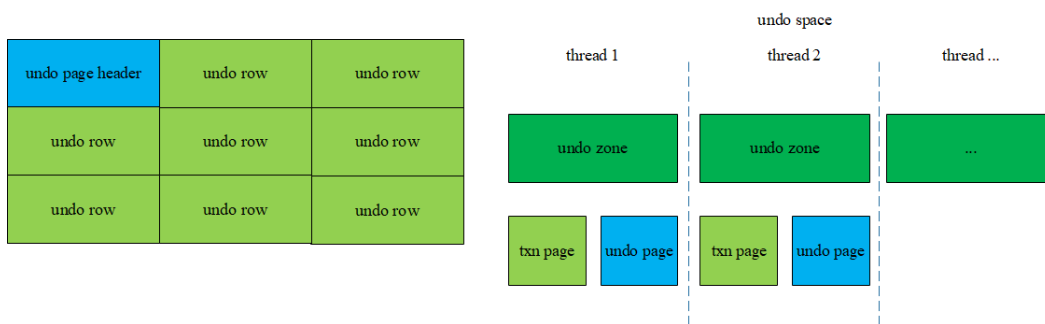 undo page header
undo row
undo row
undo row
undo row
undo row
undo row
undo row
undo row
undo space
thread 1
thread 2
thread ...
undo zone
undo zone
...
txn page
undo page
txn page
undo page